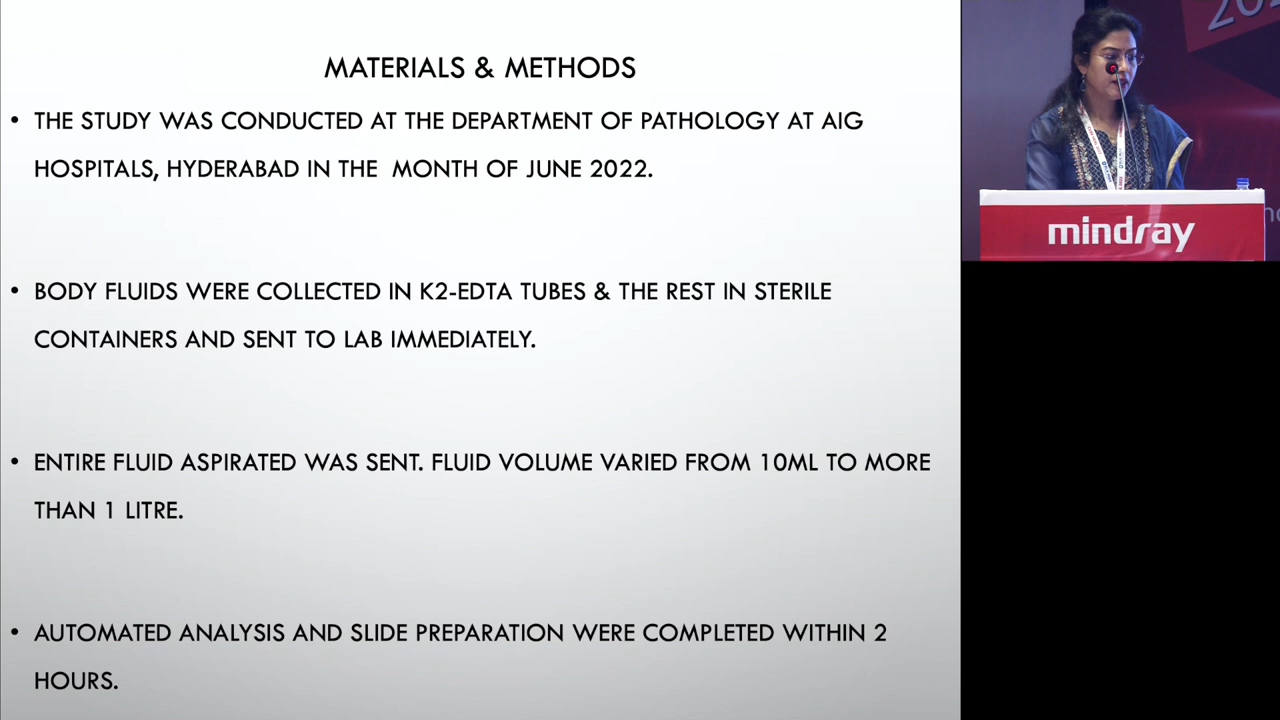 MATERIALS & METHODS
• THE STUDY WAS CONDUCTED AT THE DEPARTMENT OF PATHOLOGY AT AIG
HOSPITALS, HYDERABAD IN THE MONTH OF JUNE 2022.
• BODY FLUIDS WERE COLLECTED IN K2-EDTA TUBES & THE REST IN STERILE
CONTAINERS AND SENT TO LAB IMMEDIATELY.
• ENTIRE FLUID ASPIRATED WAS SENT. FLUID VOLUME VARIED FROM 10ML TO MORE
THAN 1 LITRE.
• AUTOMATED ANALYSIS AND SLIDE PREPARATION WERE COMPLETED WITHIN 2
HOURS.
mindray